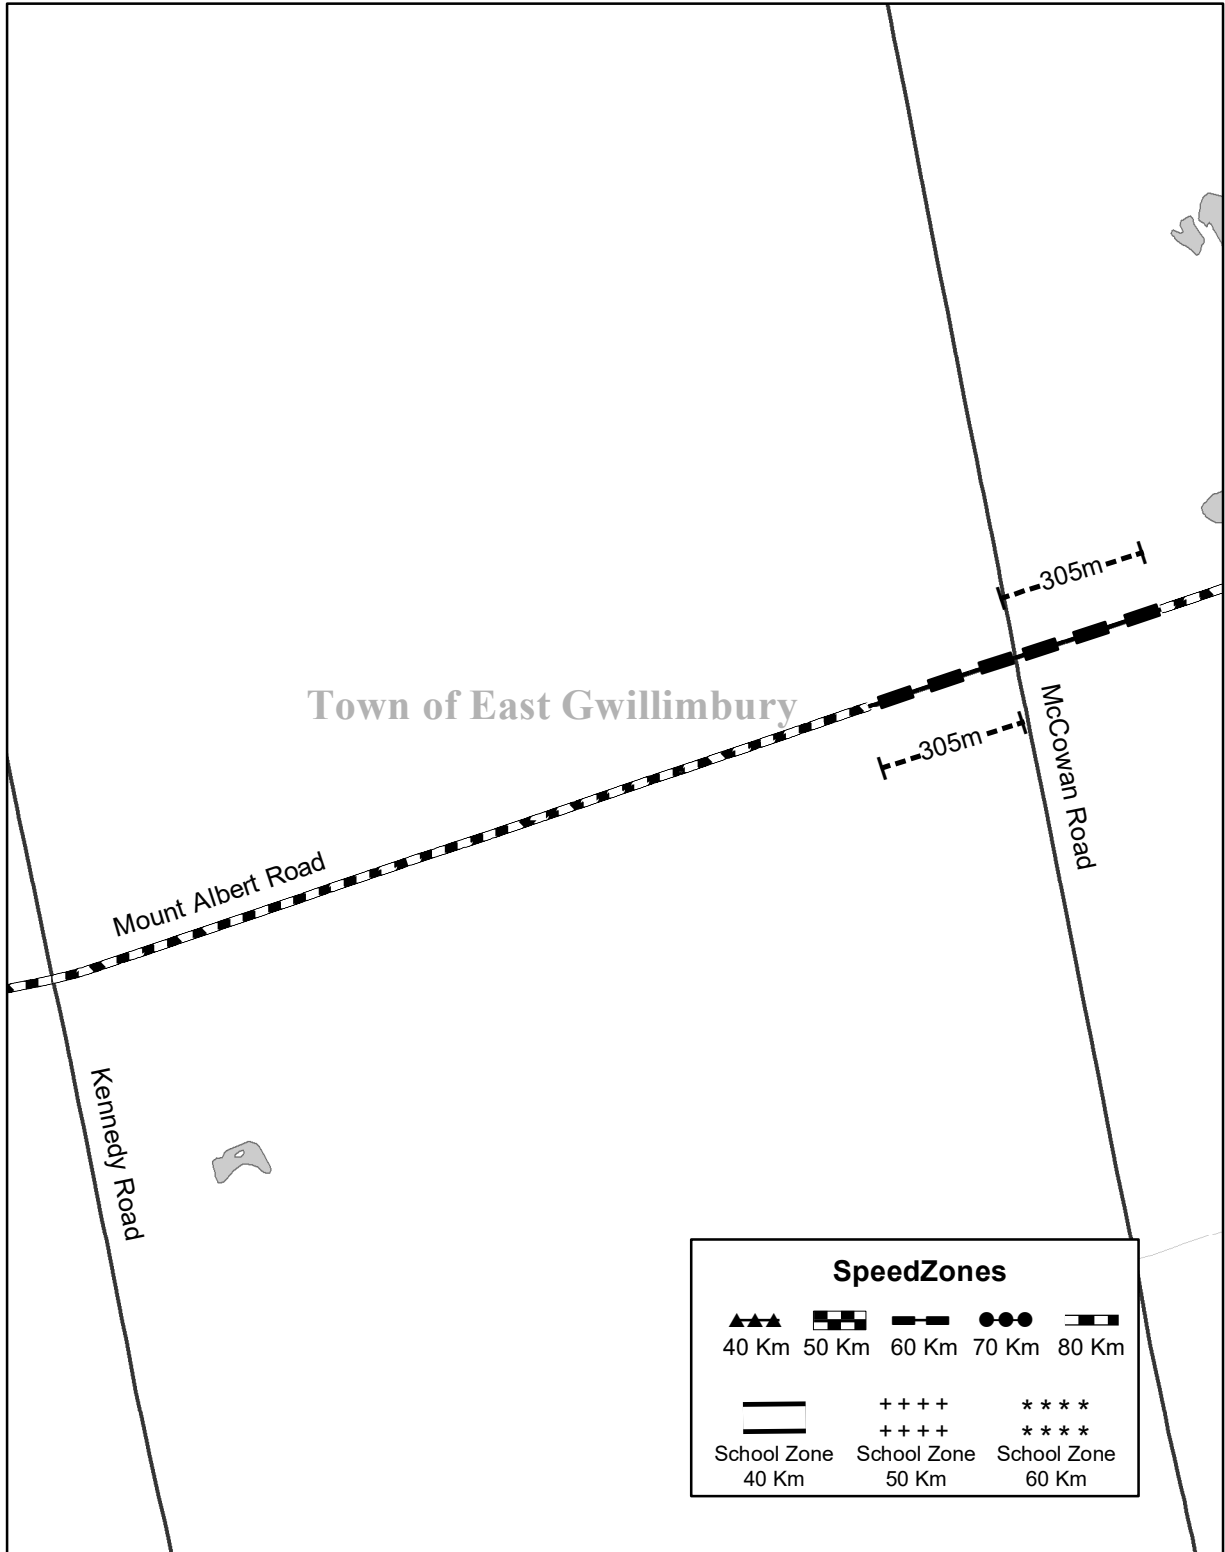 305m
Town of East Gwillimbury
305m
McCowan Road
Mount Albert Road
Kennedy Road
SpeedZones
40 Km 50 Km 60 Km 70 Km 80 Km
School Zone School Zone School Zone
40 Km 50 Km 60 Km